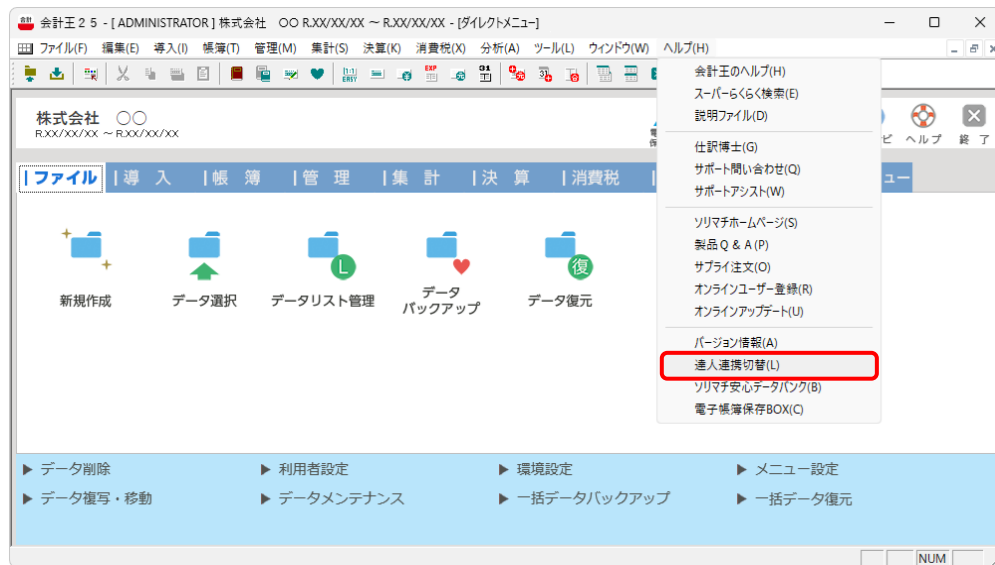 会計王25 - [ ADMINISTRATOR ] 株式会社　○○ R.XX/XX/XX ～ R.XX/XX/XX - [ダイレクトメニュー]
ファイル(F) 編集(E) 導入(I) 帳簿(T) 管理(M) 集計(S) 決算(K) 消費税(X) 分析(A) ツール(L) ウィンドウ(W) ヘルプ(H)
株式会社　○○
R.XX/XX/XX ～ R.XX/XX/XX
ビ ヘルプ 終 了
ファイル 導 入 帳 簿 管 理 集 計 決 算 消費税 ュー
新規作成
データ選択
データリスト管理
データ
バックアップ
復
データ復元
会計王のヘルプ(H)
スーパーらくらく検索(E)
説明ファイル(D)
仕訳博士(G)
サポート問い合わせ(Q)
サポートアシスト(W)
ソリマチホームページ(S)
製品Q & A(P)
サプライ注文(O)
オンラインユーザー登録(R)
オンラインアップデート(U)
バージョン情報(A)
達人連携切替(L)
ソリマチ安心データバンク(B)
電子帳簿保存BOX(C)
データ削除 利用者設定 環境設定 メニュー設定
データ複写・移動 データメンテナンス 一括データバックアップ 一括データ復元
NUM